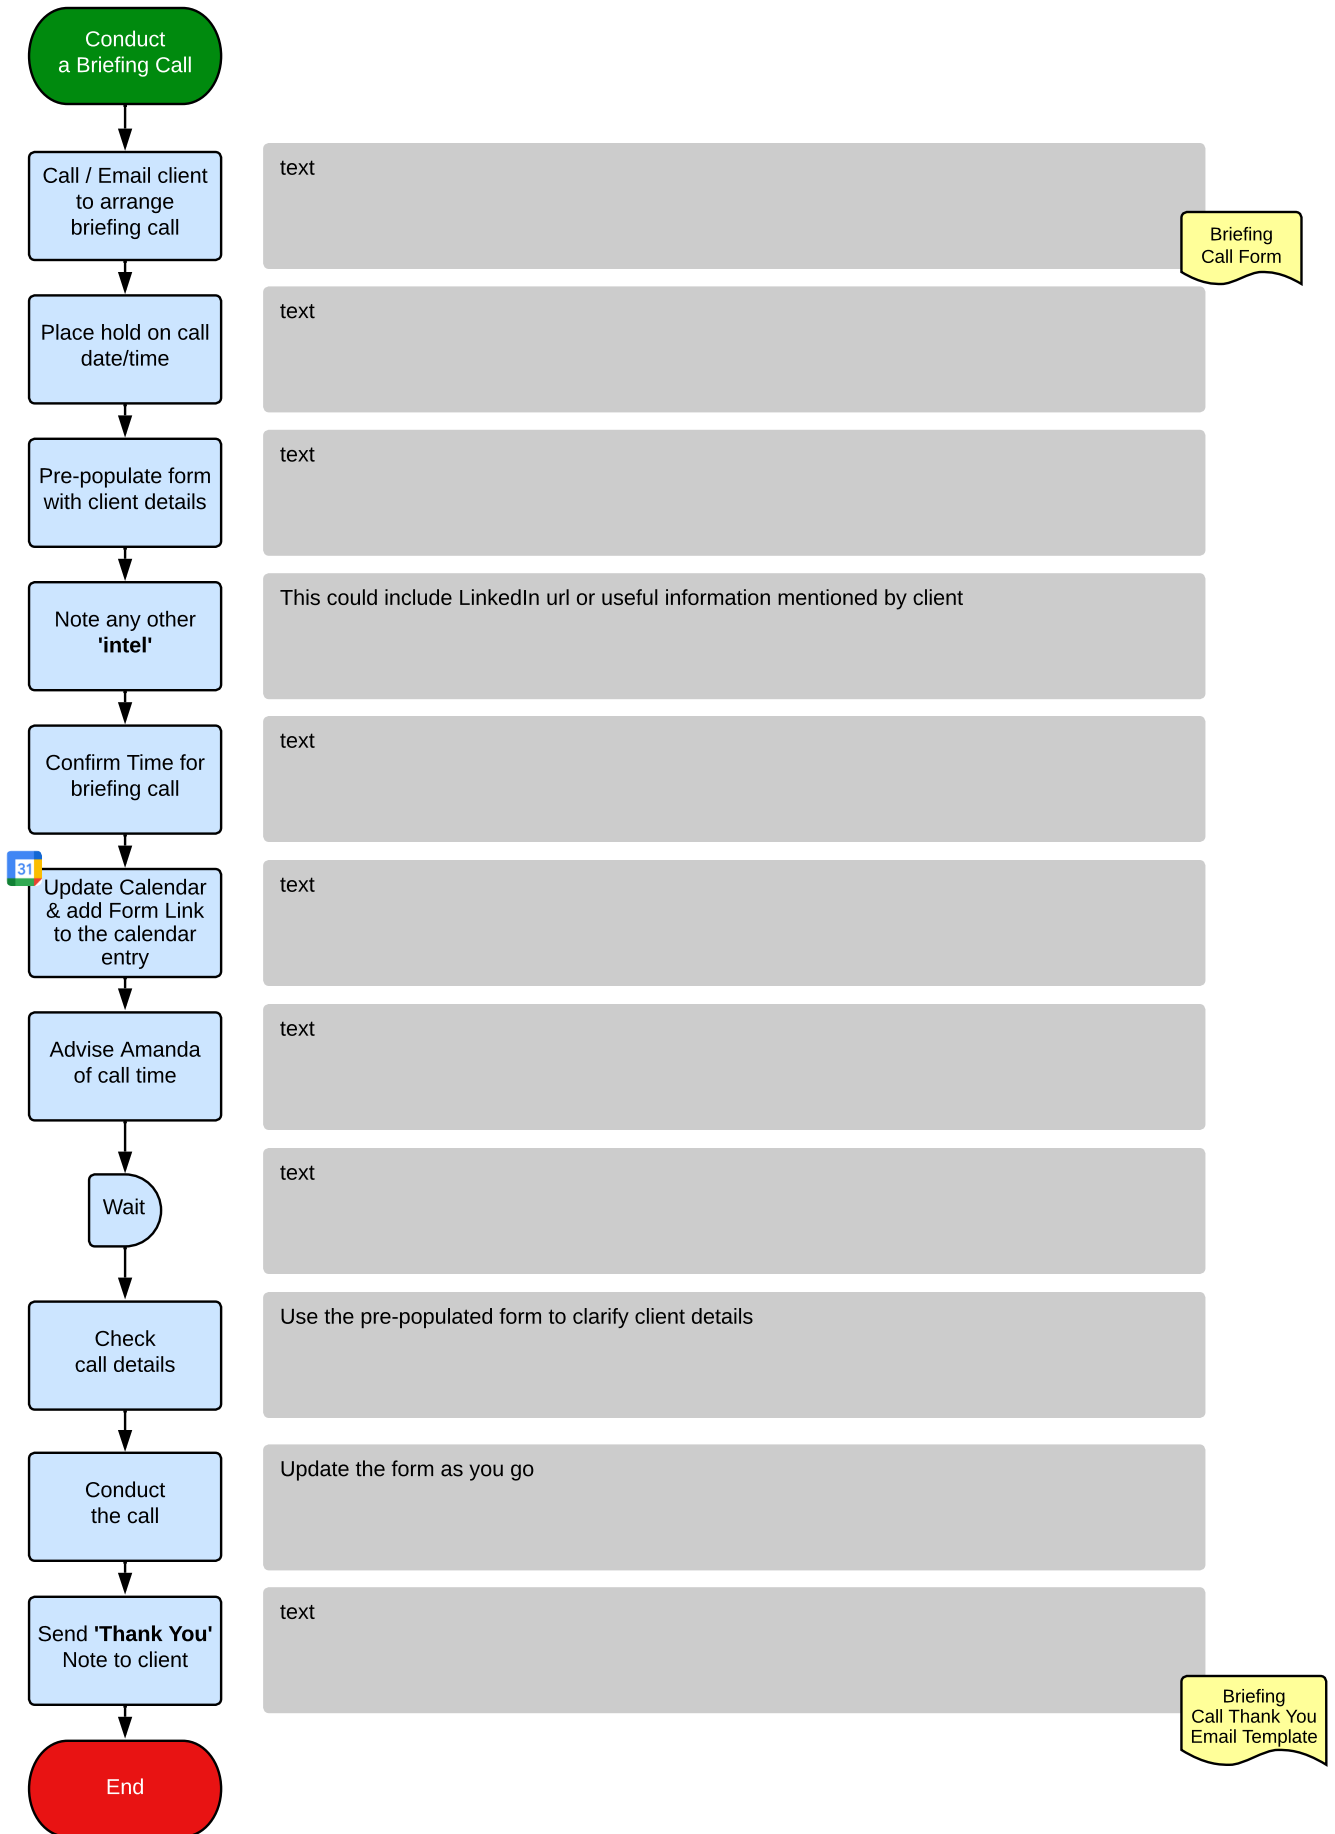 Conduct
a Briefing Call
Call / Email client
to arrange
briefing call
text
Briefing
Call Form
Place hold on call
date/time
text
Pre-populate form
with client details
text
Note any other
'intel'
This could include LinkedIn url or useful information mentioned by client
Confirm Time for
briefing call
text
31
Update Calendar
& add Form Link
to the calendar
entry
text
Advise Amanda
of call time
text
Wait
text
Check
call details
Use the pre-populated form to clarify client details
Conduct
the call
Update the form as you go
Send 'Thank You'
Note to client
text
Briefing
Call Thank You
Email Template
End